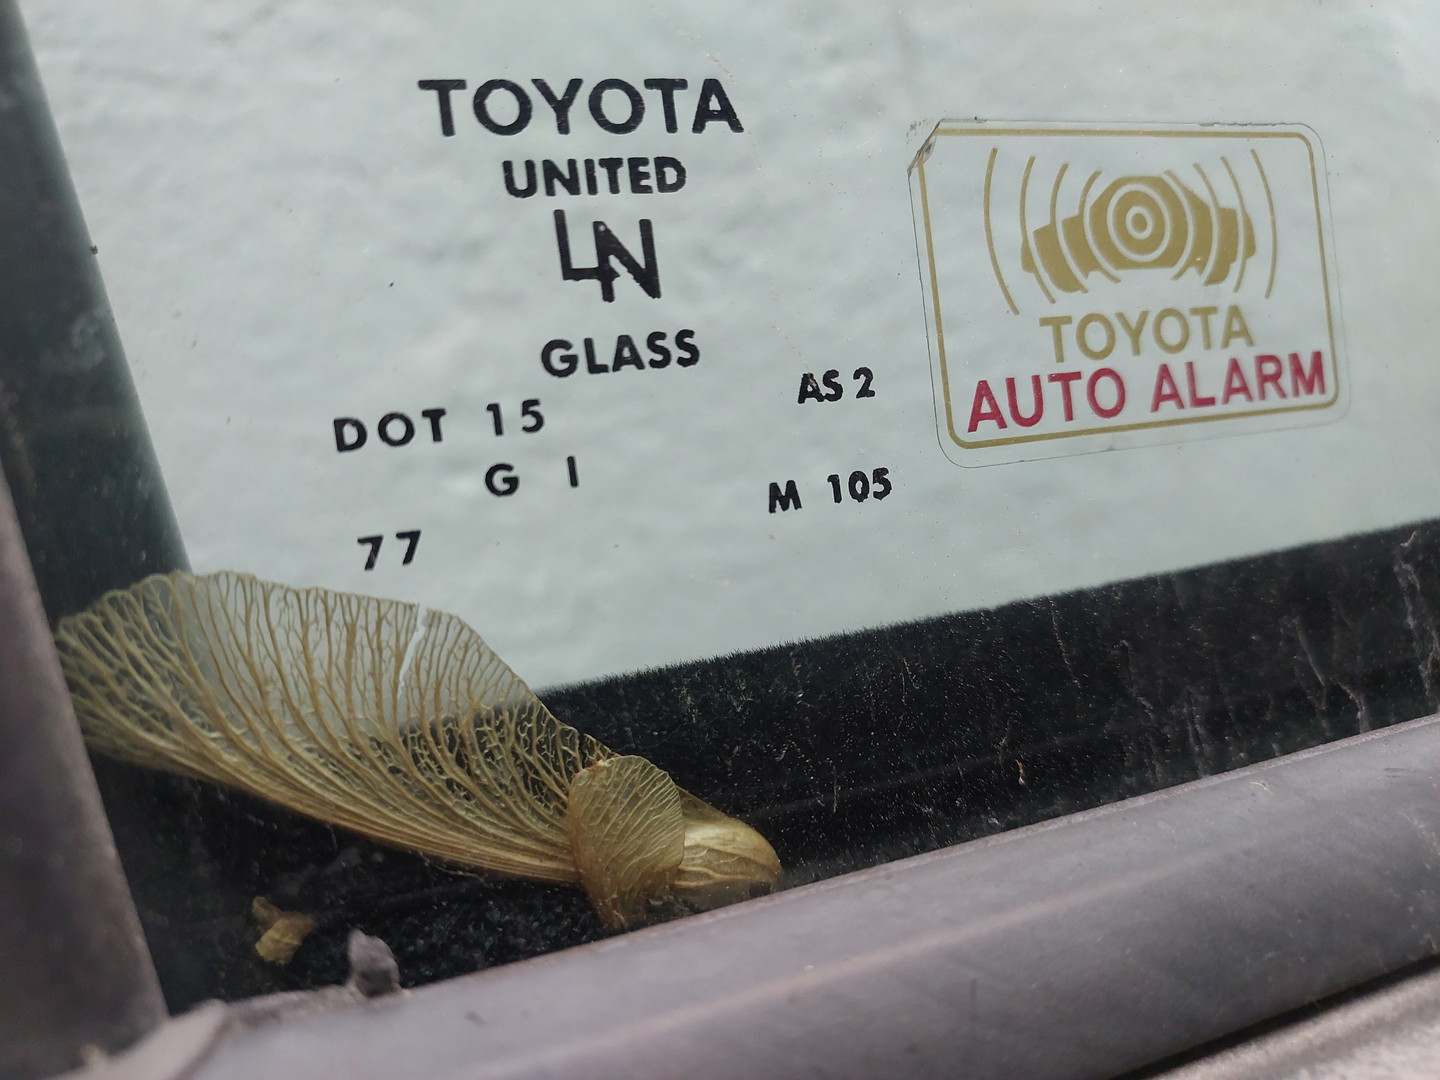 TOYOTA
UNITED
LN
GLASS
DOT 15
AS 2
G I
M 105
77
TOYOTA
AUTO ALARM